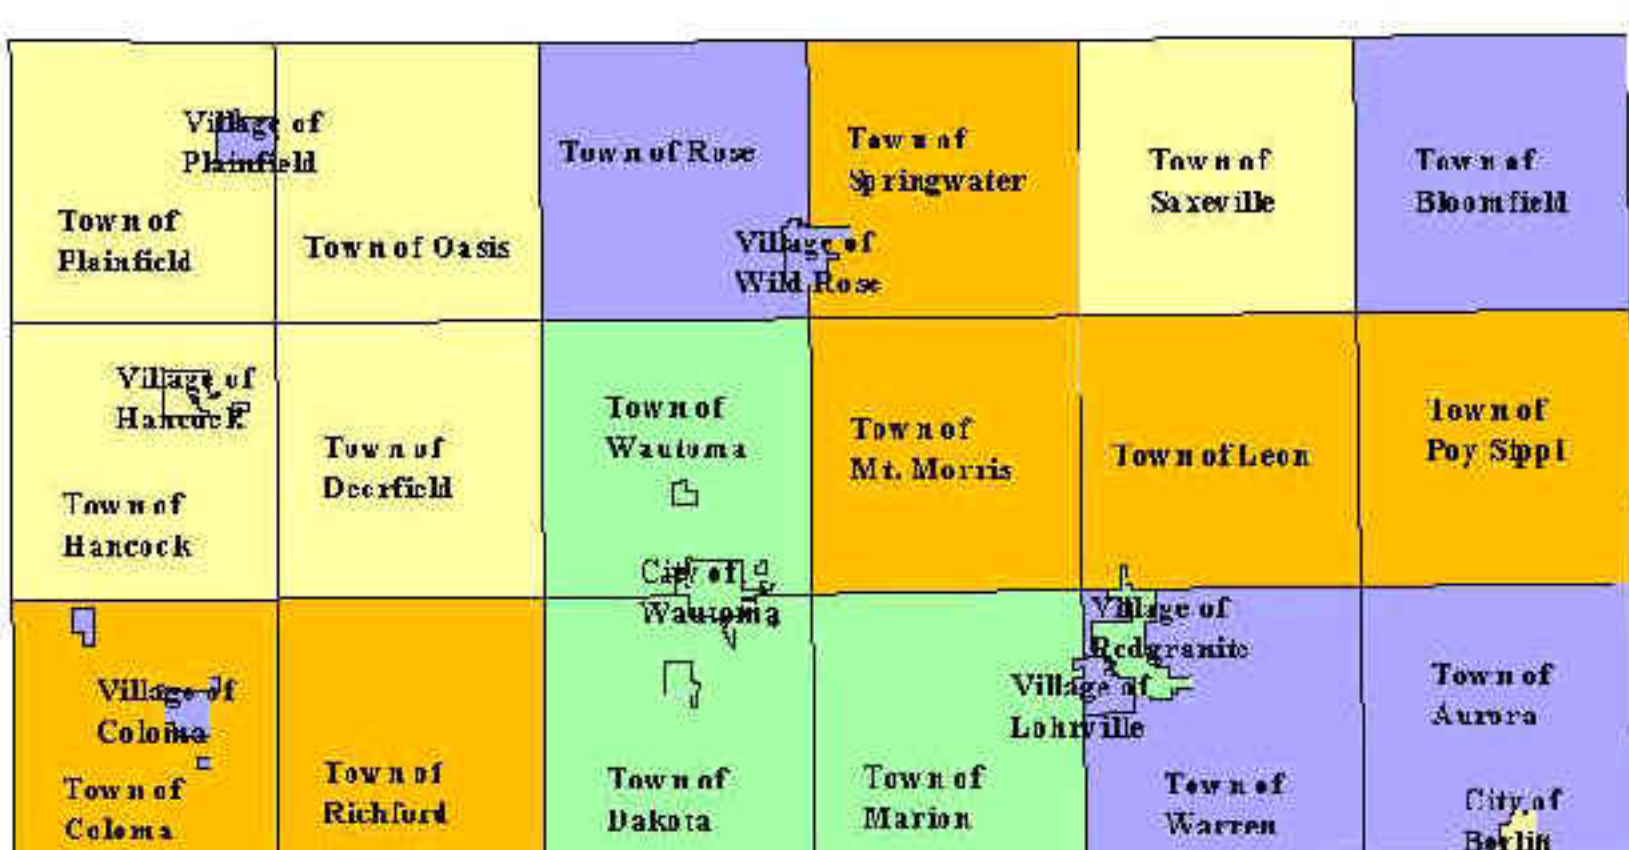 Village of
Plainfield
Town of
Plainfield
Town of Oasis
Town of Rose
Village of
Wild Rose
Town of
Springwater
Town of
Saxeville
Town of
Bloomfield
Village of
Hancock
Town of
Hancock
Town of
Deerfield
Town of
Wautoma
City of
Wautoma
Town of
Mt. Morris
Town of Leon
Town of
Poy Sippi
Village of
Coloma
Town of
Coloma
Town of
Richford
Town of
Dakota
Town of
Marion
Village of
Redgranite
Village of
Lohrville
Town of
Warren
Town of
Aurora
City of
Berlin